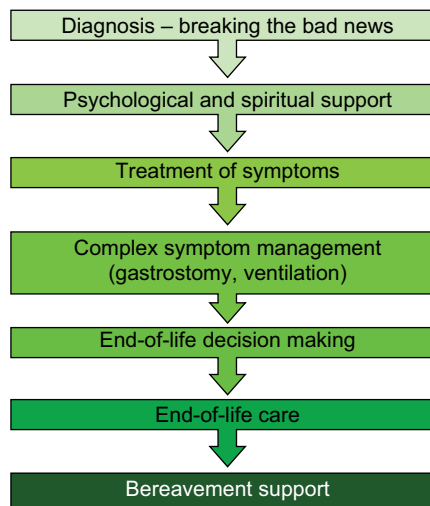 Diagnosis – breaking the bad news
Psychological and spiritual support
Treatment of symptoms
Complex symptom management
(gastrostomy, ventilation)
End-of-life decision making
End-of-life care
Bereavement support